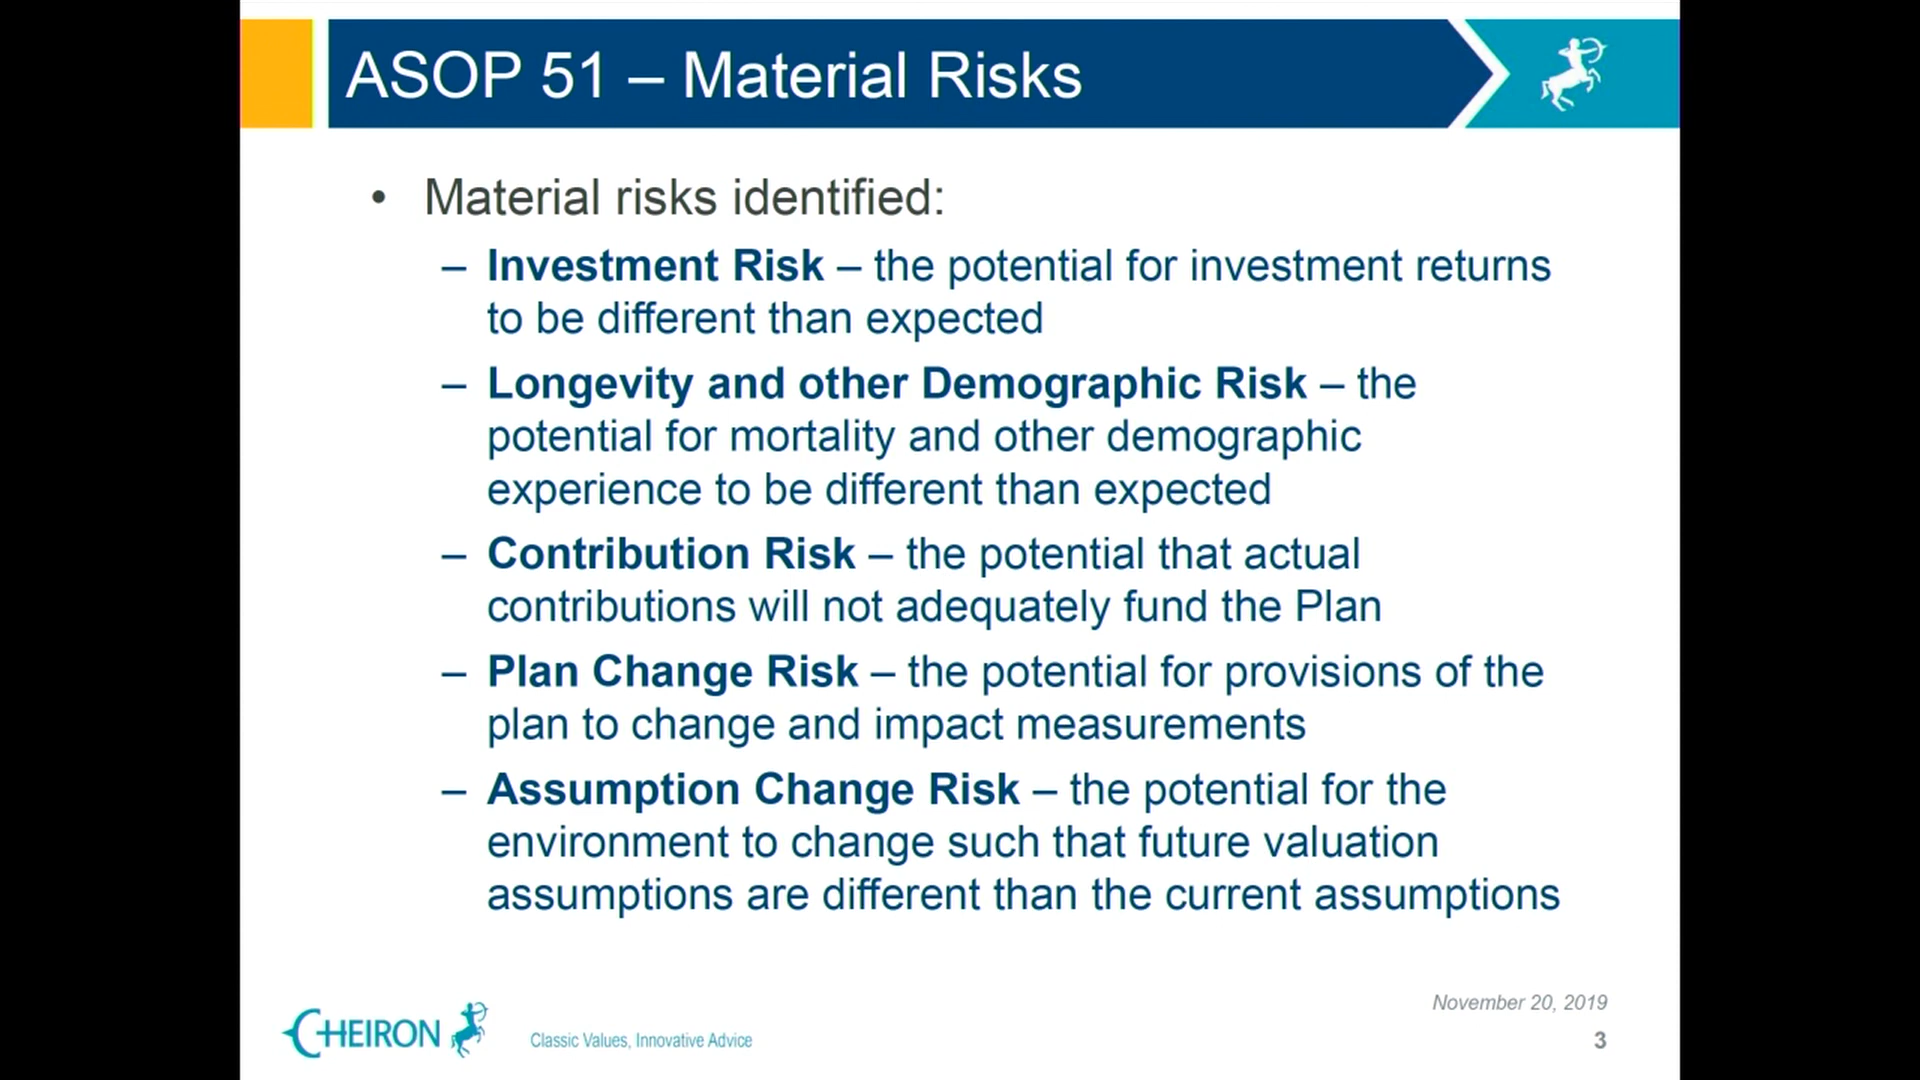 ASOP 51 – Material Risks
• Material risks identified:
– Investment Risk – the potential for investment returns
to be different than expected
– Longevity and other Demographic Risk – the
potential for mortality and other demographic
experience to be different than expected
– Contribution Risk – the potential that actual
contributions will not adequately fund the Plan
– Plan Change Risk – the potential for provisions of the
plan to change and impact measurements
– Assumption Change Risk – the potential for the
environment to change such that future valuation
assumptions are different than the current assumptions
November 20, 2019
CHEIRON
Classic Values, Innovative Advice
3